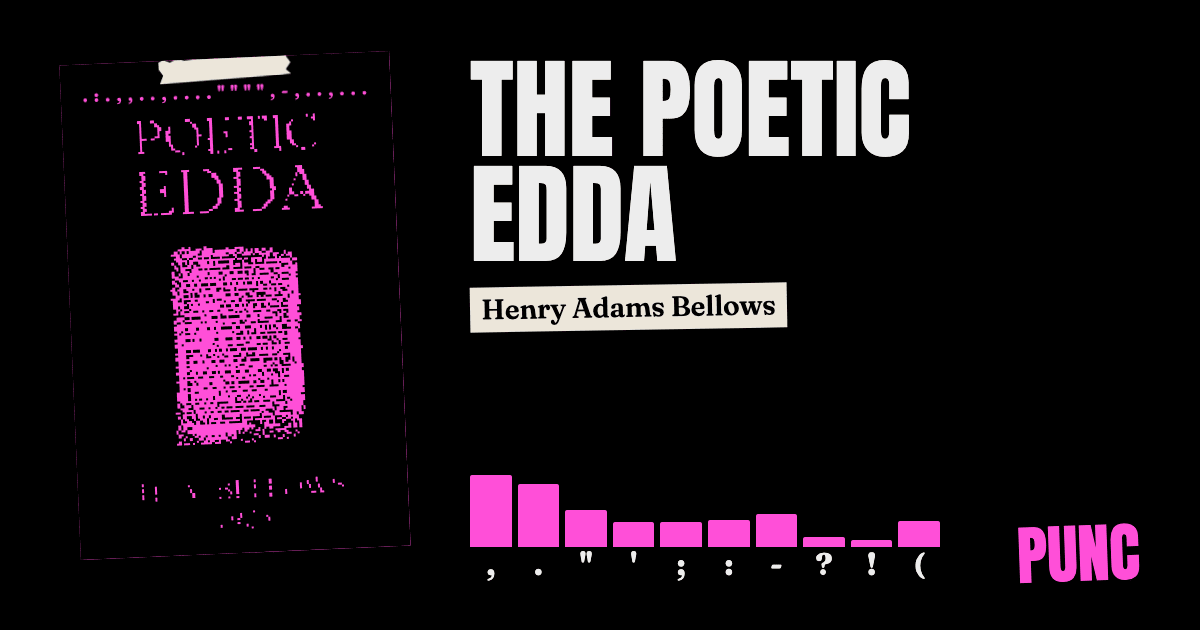 .:.,,..,...."""",-,..,...
POETIC
EDDA
THE POETIC
EDDA
Henry Adams Bellows
, . " ' ; : - ? ! (
PUNC